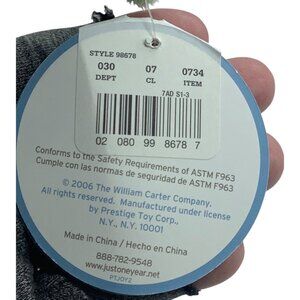 STYLE 98678
030 07 0734
DEPT CL ITEM
7AD S1-3
02 080 99 8678 7
Conforms to the Safety Requirements of ASTM F963
Cumple con las normas de seguridad de ASTM F963
© 2006 The William Carter Company.
All rights reserved. Manufactured under license
by Prestige Toy Corp.,
N.Y., N.Y. 10001
Made in China / Hecho en China
888-782-9548
www.justoneyear.net
PTJOY2